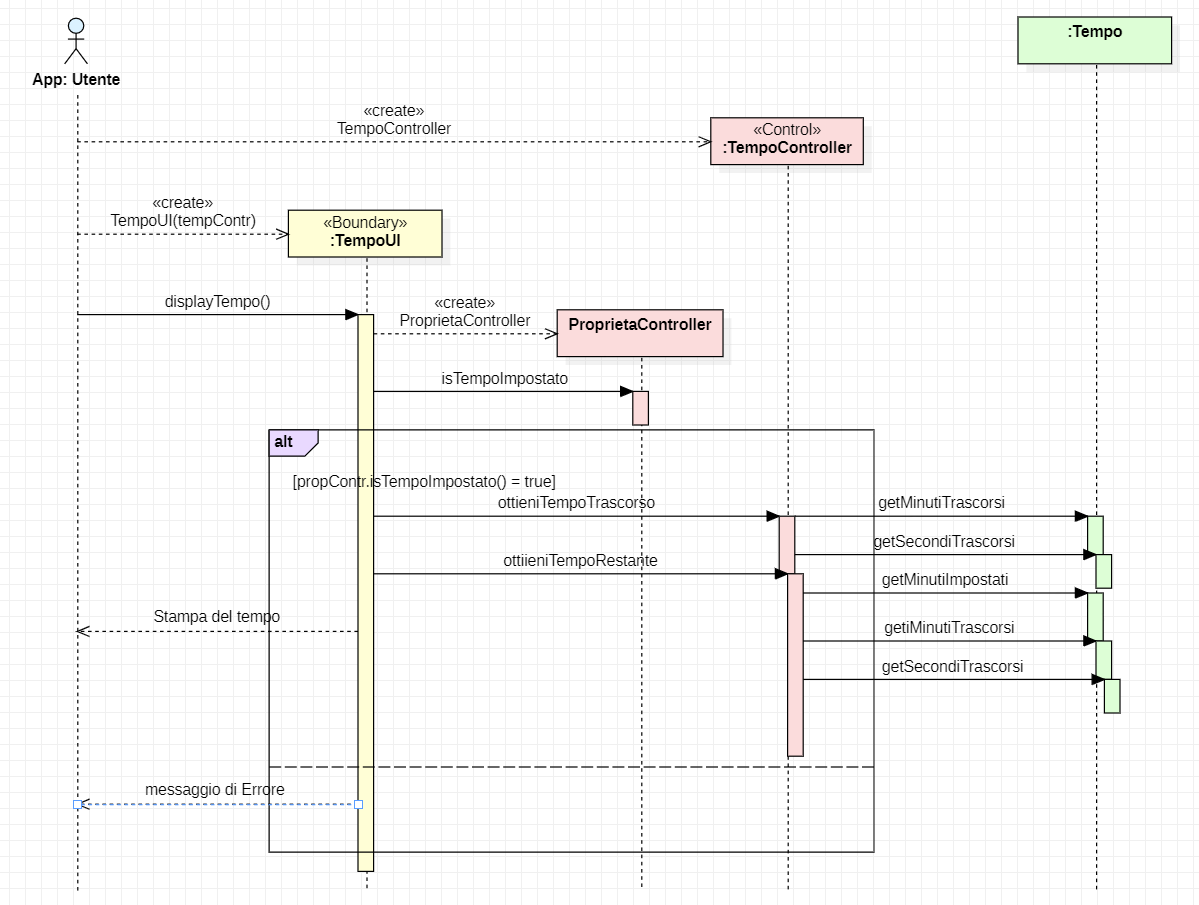 App: Utente
:Tempo
«create»
TempoController
«Control»
:TempoController
«create»
TempoUI(tempContr)
«Boundary»
:TempoUI
displayTempo()
«create»
ProprietaController
ProprietaController
isTempoImpostato
alt
[propContr.isTempoImpostato() = true]
ottieniTempoTrascorso
getMinutiTrascorsi
getSecondiTrascorsi
ottiieniTempoRestante
getMinutiImpostati
Stampa del tempo
getiMinutiTrascorsi
getSecondiTrascorsi
messaggio di Errore